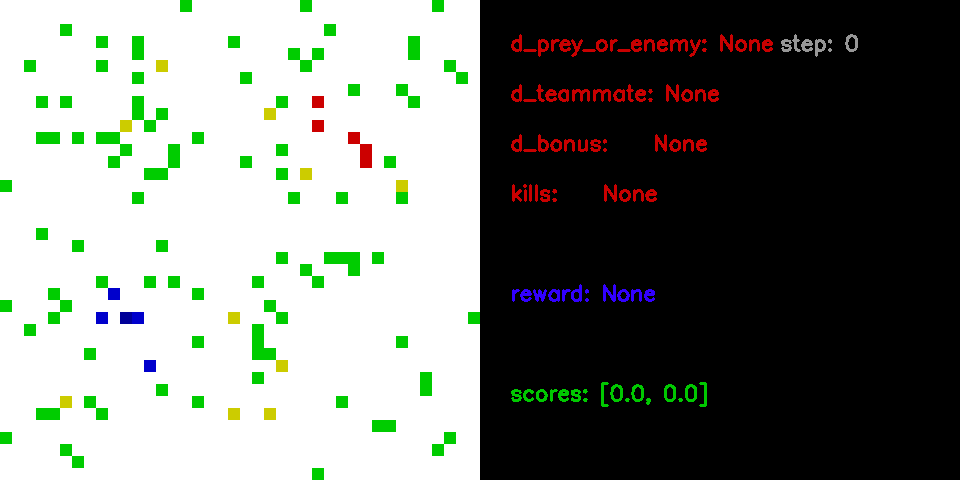 d_prey_or_enemy: None step: 0
d_teammate: None
d_bonus: None
kills: None
reward: None
scores: [0.0, 0.0]